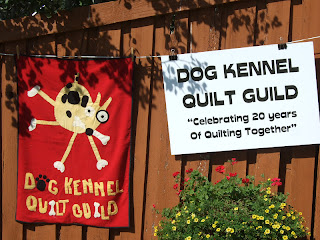 DOG KENNEL
QUILT GUILD
DOG KENNEL
QUILT GUILD
"Celebrating 20 years
Of Quilting Together"